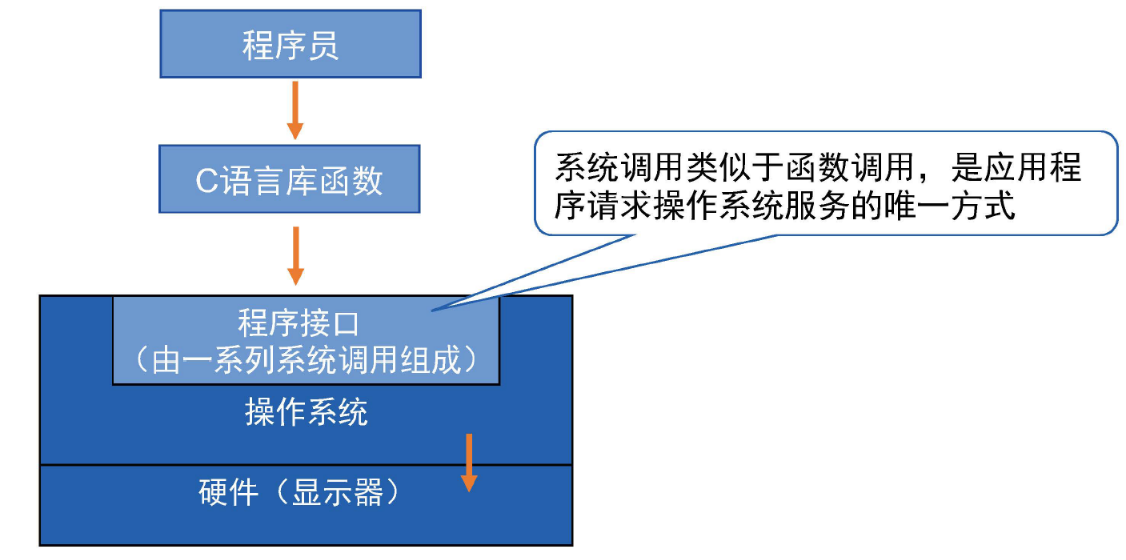 程序员
C语言库函数
系统调用类似于函数调用，是应用程
序请求操作系统服务的唯一方式
程序接口
（由一系列系统调用组成）
操作系统
硬件（显示器）